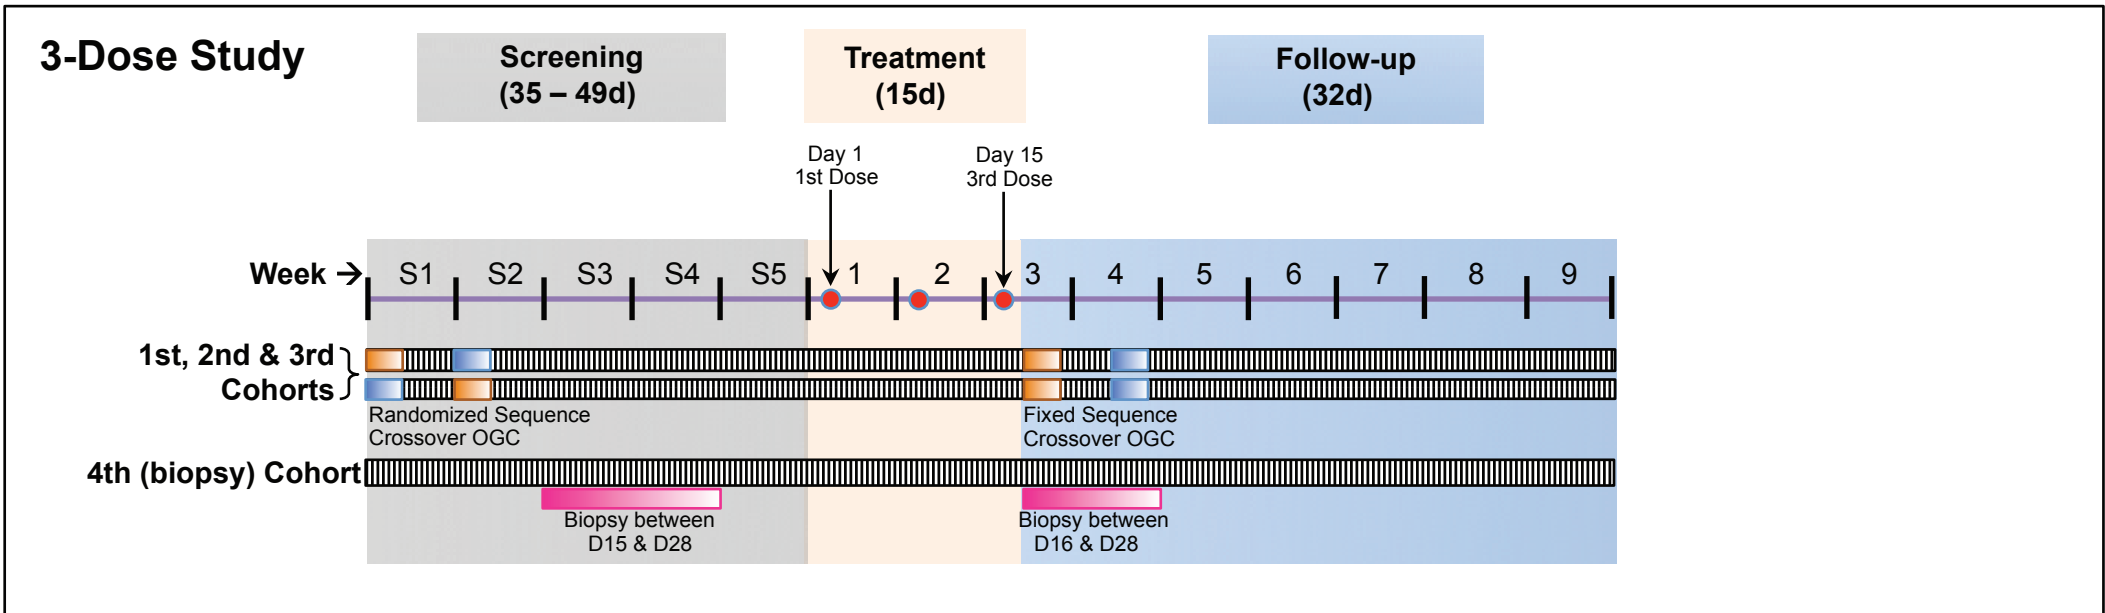 3-Dose Study
Screening
(35 – 49d)
Treatment
(15d)
Follow-up
(32d)
Day 1
1st Dose
Day 15
3rd Dose
Week → S1 S2 S3 S4 S5 1 2 3 4 5 6 7 8 9
1st, 2nd & 3rd
Cohorts
Randomized Sequence
Crossover OGC
Fixed Sequence
Crossover OGC
4th (biopsy) Cohort
Biopsy between
D15 & D28
Biopsy between
D16 & D28